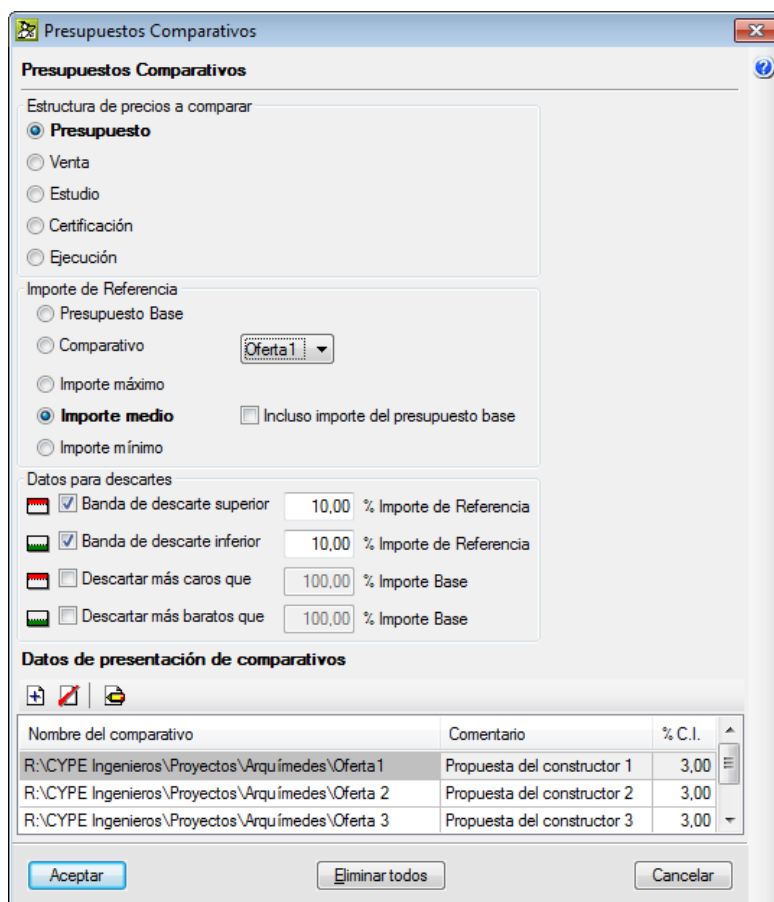 Presupuestos Comparativos
Presupuestos Comparativos
Estructura de precios a comparar
Presupuesto
Venta
Estudio
Certificación
Ejecución
Importe de Referencia
Presupuesto Base
Comparativo Oferta1
Importe máximo
Importe medio Incluso importe del presupuesto base
Importe mínimo
Datos para descartes
Banda de descarte superior 10,00 % Importe de Referencia
Banda de descarte inferior 10,00 % Importe de Referencia
Descartar más caros que 100,00 % Importe Base
Descartar más baratos que 100,00 % Importe Base
Datos de presentación de comparativos
Nombre del comparativo Comentario % C.I.
R:\CYPE Ingenieros\Proyectos\Arquímedes\Oferta1 Propuesta del constructor 1 3,00
R:\CYPE Ingenieros\Proyectos\Arquímedes\Oferta 2 Propuesta del constructor 2 3,00
R:\CYPE Ingenieros\Proyectos\Arquímedes\Oferta 3 Propuesta del constructor 3 3,00
Aceptar Eliminar todos Cancelar